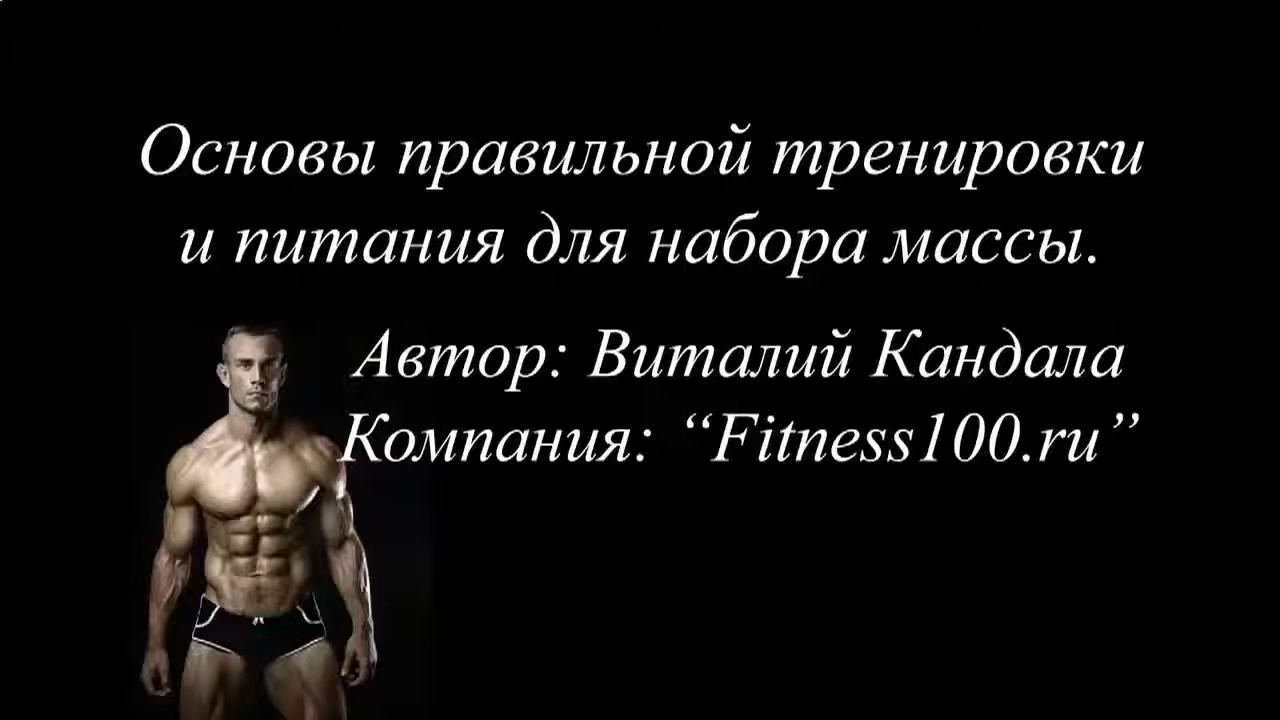 Основы правильной тренировки
и питания для набора массы.
Автор: Виталий Кандала
Компания: “Fitness100.ru”